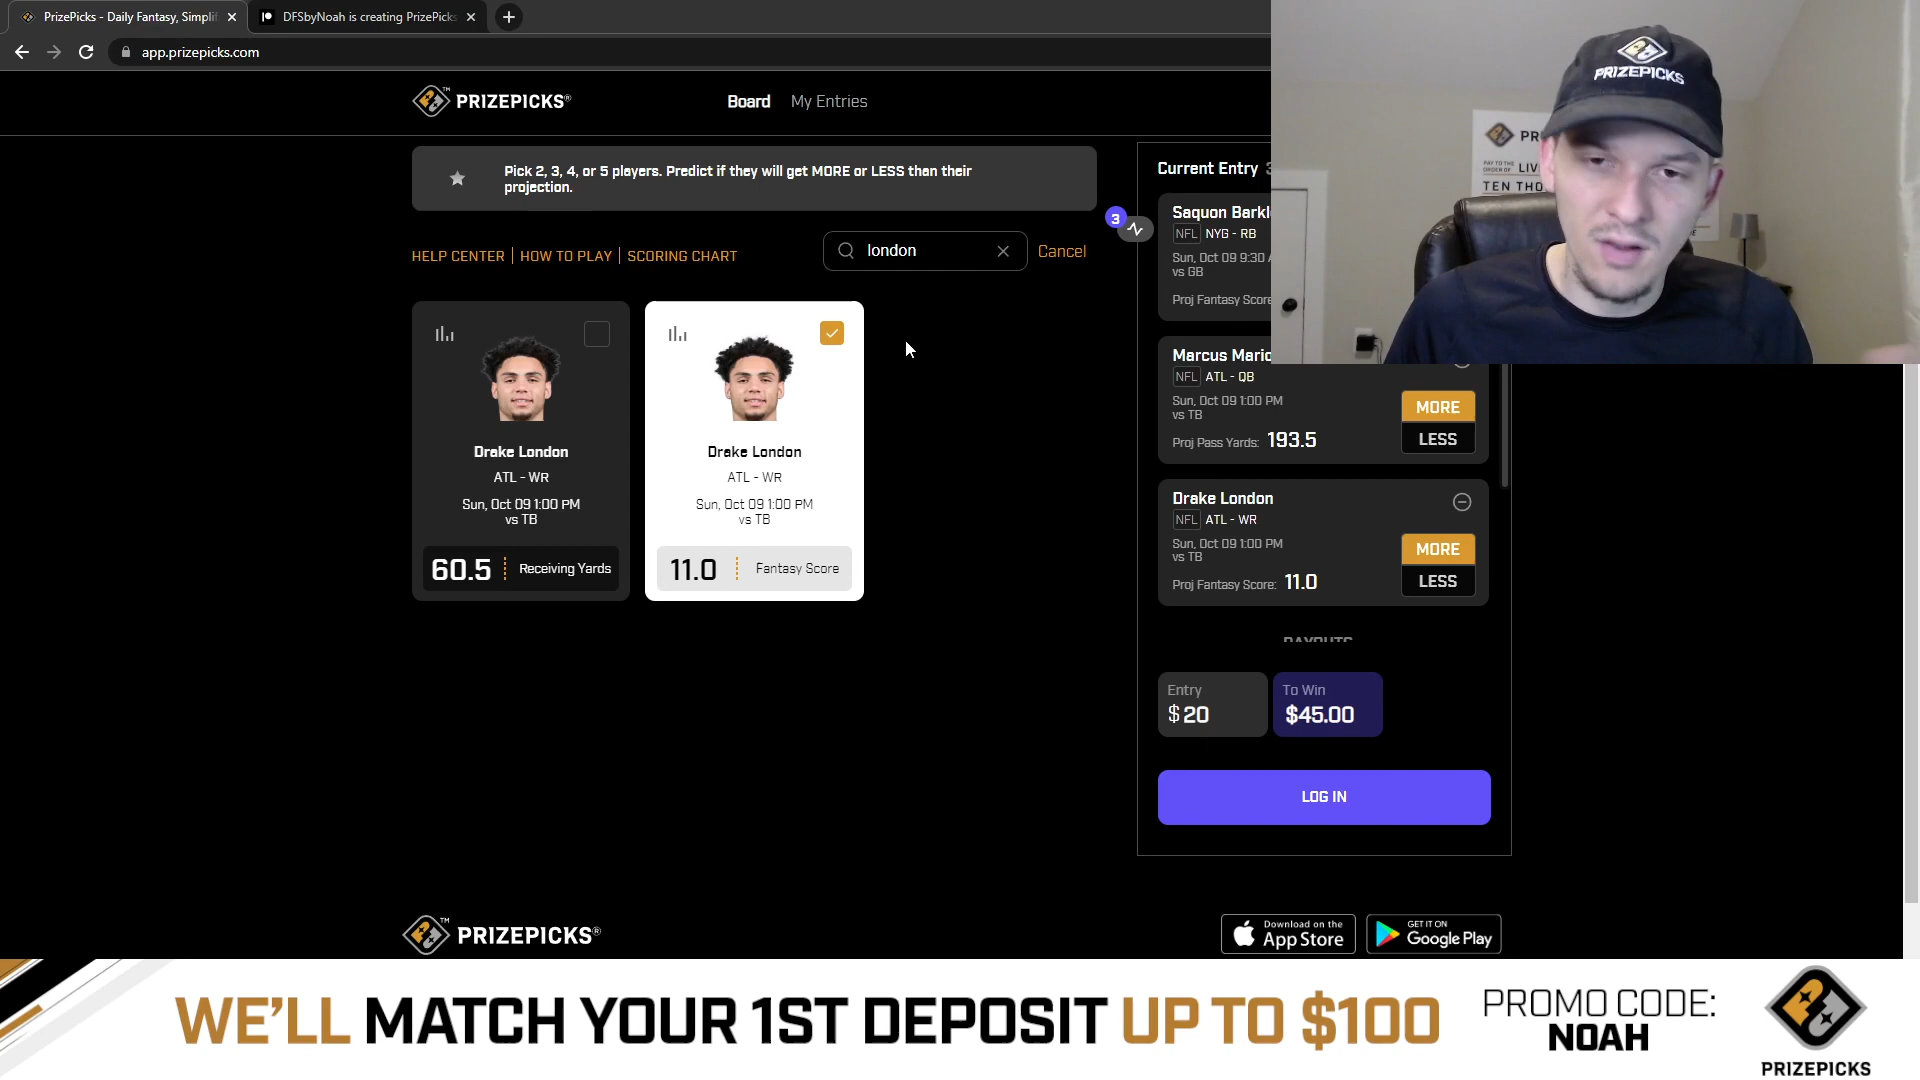 PrizePicks - Daily Fantasy, Simplif
DFSbyNoah is creating PrizePicks
app.prizepicks.com
PRIZEPICKS®
Board
My Entries
Pick 2, 3, 4, or 5 players. Predict if they will get MORE or LESS than their
projection.
HELP CENTER | HOW TO PLAY | SCORING CHART
london
Cancel
Drake London
ATL - WR
Sun, Oct 09 1:00 PM
vs TB
60.5
Receiving Yards
Drake London
ATL - WR
Sun, Oct 09 1:00 PM
vs TB
11.0
Fantasy Score
3
Current Entry
Saquon Barkl
NFL NYG - RB
Sun, Oct 09 9:30
vs GB
Proj Fantasy Score
Marcus Mario
NFL ATL - QB
Sun, Oct 09 1:00 PM
vs TB
Proj Pass Yards: 193.5
MORE
LESS
Drake London
NFL ATL - WR
Sun, Oct 09 1:00 PM
vs TB
Proj Fantasy Score: 11.0
MORE
LESS
PAYOUTS
Entry
$ 20
To Win
$45.00
LOG IN
PRIZEPICKS
PR
LIV
TEN THO
PRIZEPICKS®
Download on the
App Store
GET IT ON
Google Play
WE'LL MATCH YOUR 1ST DEPOSIT UP TO $100
PROMO CODE:
NOAH
PRIZEPICKS